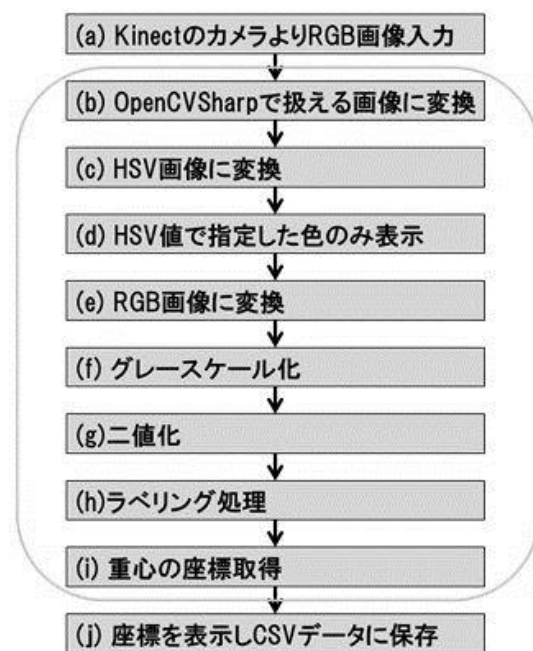 (a) KinectのカメラよりRGB画像入力
(b) OpenCVSharpで扱える画像に変換
(c) HSV画像に変換
(d) HSV値で指定した色のみ表示
(e) RGB画像に変換
(f) グレースケール化
(g)二値化
(h)ラベリング処理
(i) 重心の座標取得
(j) 座標を表示しCSVデータに保存